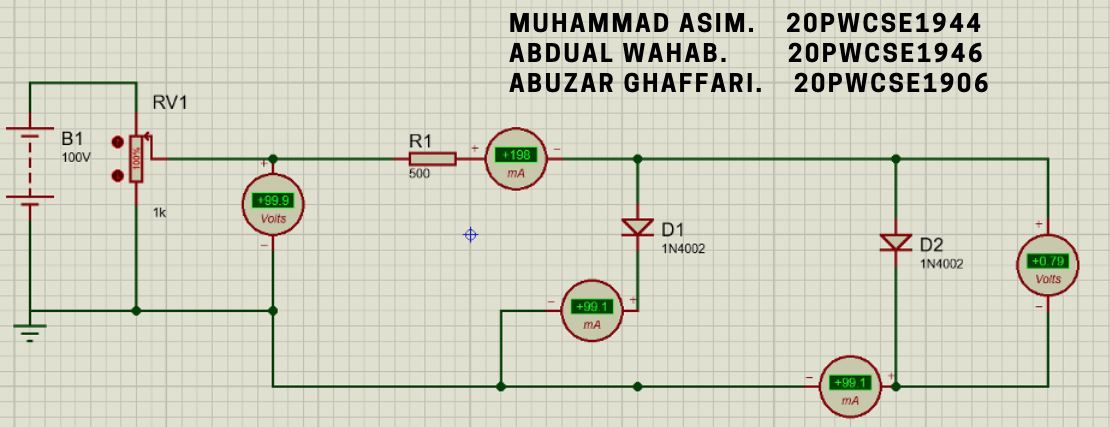 MUHAMMAD ASIM. 20PWCSE1944
ABDUAL WAHAB. 20PWCSE1946
ABUZAR GHAFFARI. 20PWCSE1906
RV1
B1
100V
100%
1k
+
+99.9
Volts
−
R1
500
+
+198
mA
−
D1
1N4002
−
+99.1
mA
+
D2
1N4002
+
+0.79
Volts
−
−
+99.1
mA
+